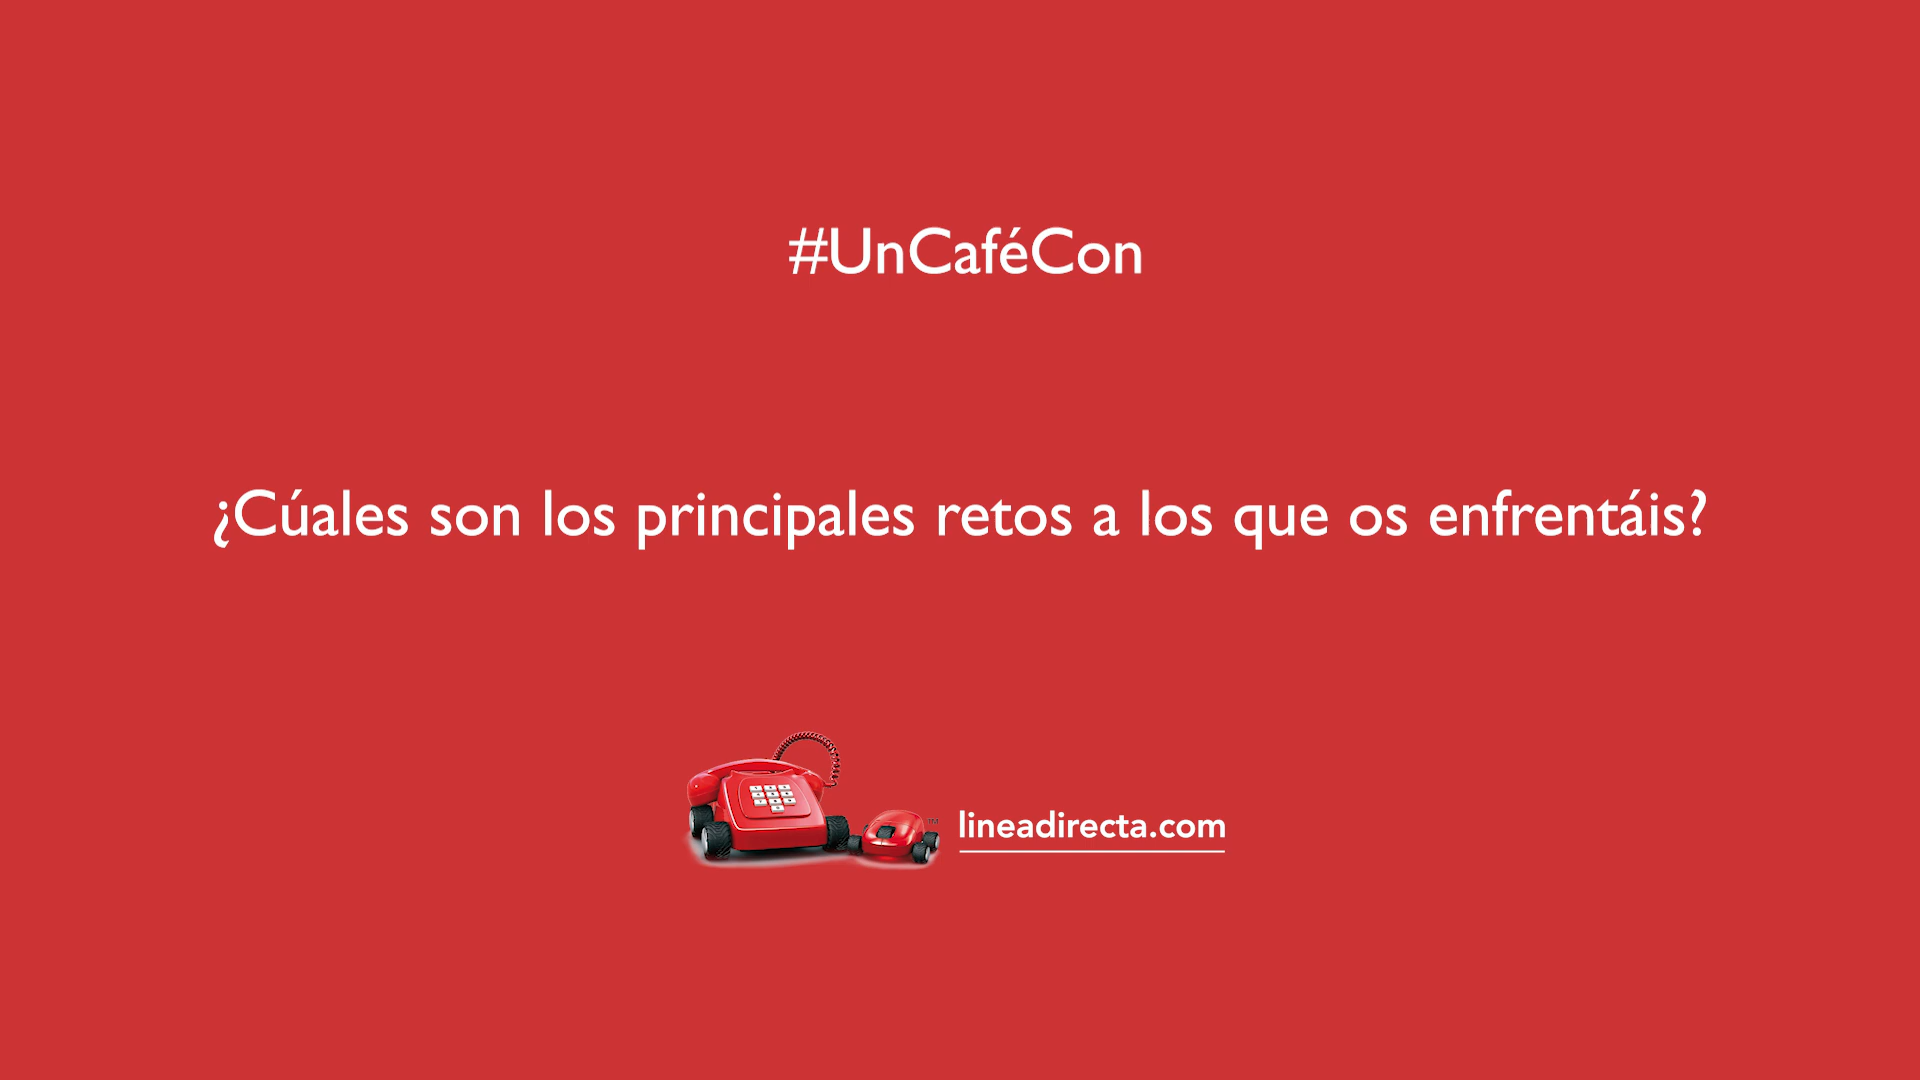 #UnCaféCon
¿Cúales son los principales retos a los que os enfrentáis?
lineadirecta.com